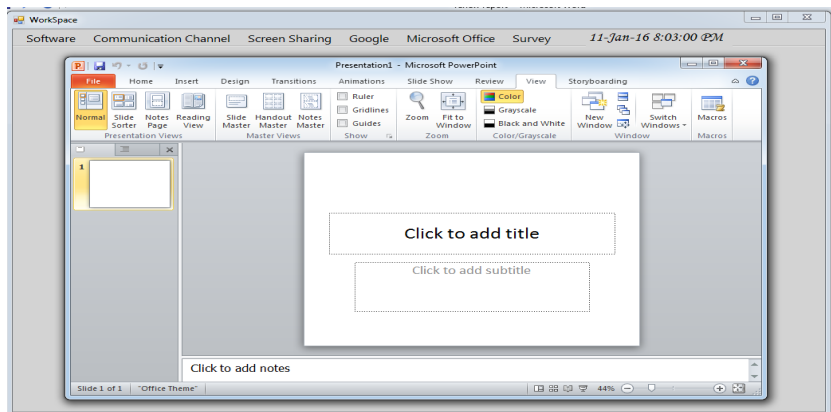 WorkSpace
Software Communication Channel Screen Sharing Google Microsoft Office Survey 11-Jan-16 8:03:00 PM
Presentation1 - Microsoft PowerPoint
File Home Insert Design Transitions Animations Slide Show Review View Storyboarding
Normal Slide Sorter Notes Page Reading View
Presentation Views
Slide Master Handout Master Notes Master
Master Views
Ruler
Gridlines
Guides
Show
Zoom Fit to Window
Zoom
Color
Grayscale
Black and White
Color/Grayscale
New Window Switch Windows
Window
Macros
Macros
1
Click to add title
Click to add subtitle
Click to add notes
Slide 1 of 1 "Office Theme" 44%